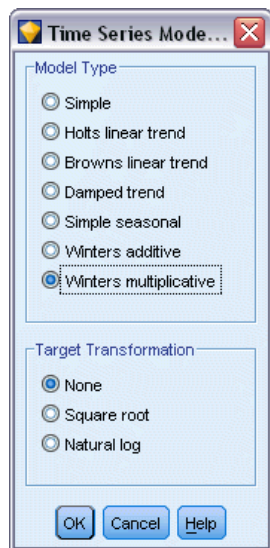 Time Series Mode...
Model Type
Simple
Holts linear trend
Browns linear trend
Damped trend
Simple seasonal
Winters additive
Winters multiplicative
Target Transformation
None
Square root
Natural log
OK Cancel Help